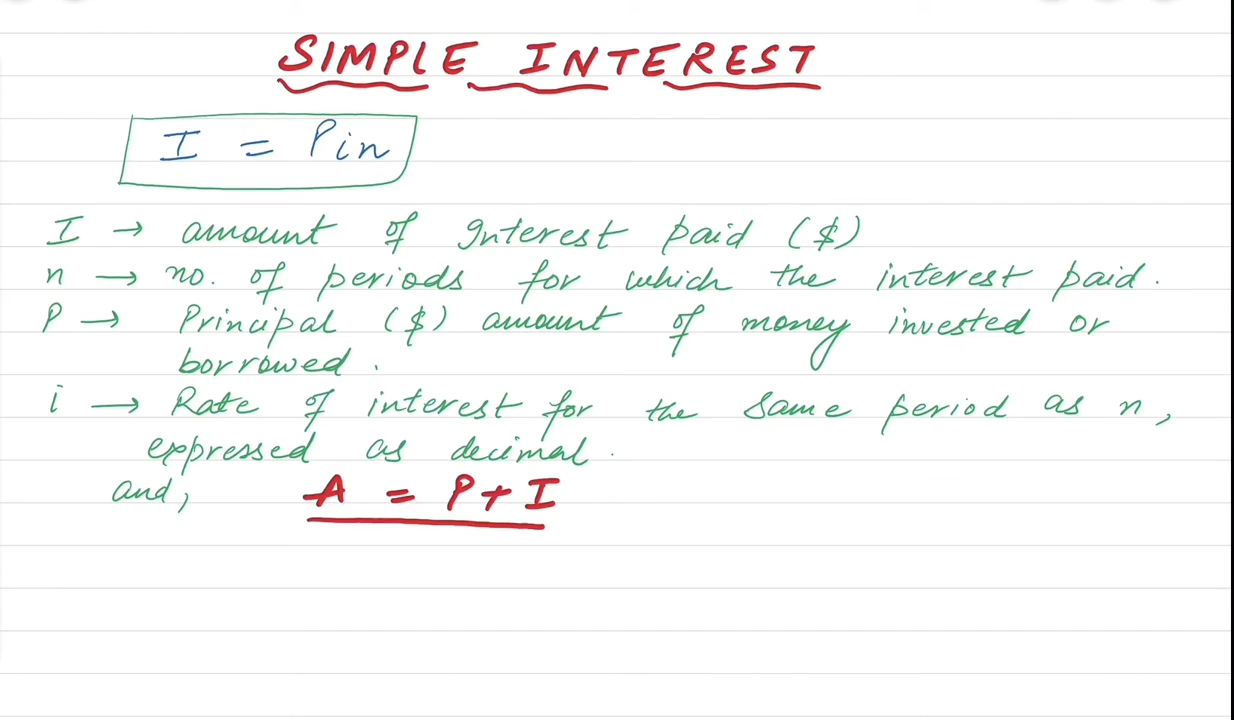 SIMPLE INTEREST
I = Pin
I → amount of Interest paid ($)
n → no. of periods for which the interest paid.
P → Principal ($) amount of money invested or
borrowed.
i → Rate of interest for the same period as n,
expressed as decimal.
and, A = P + I